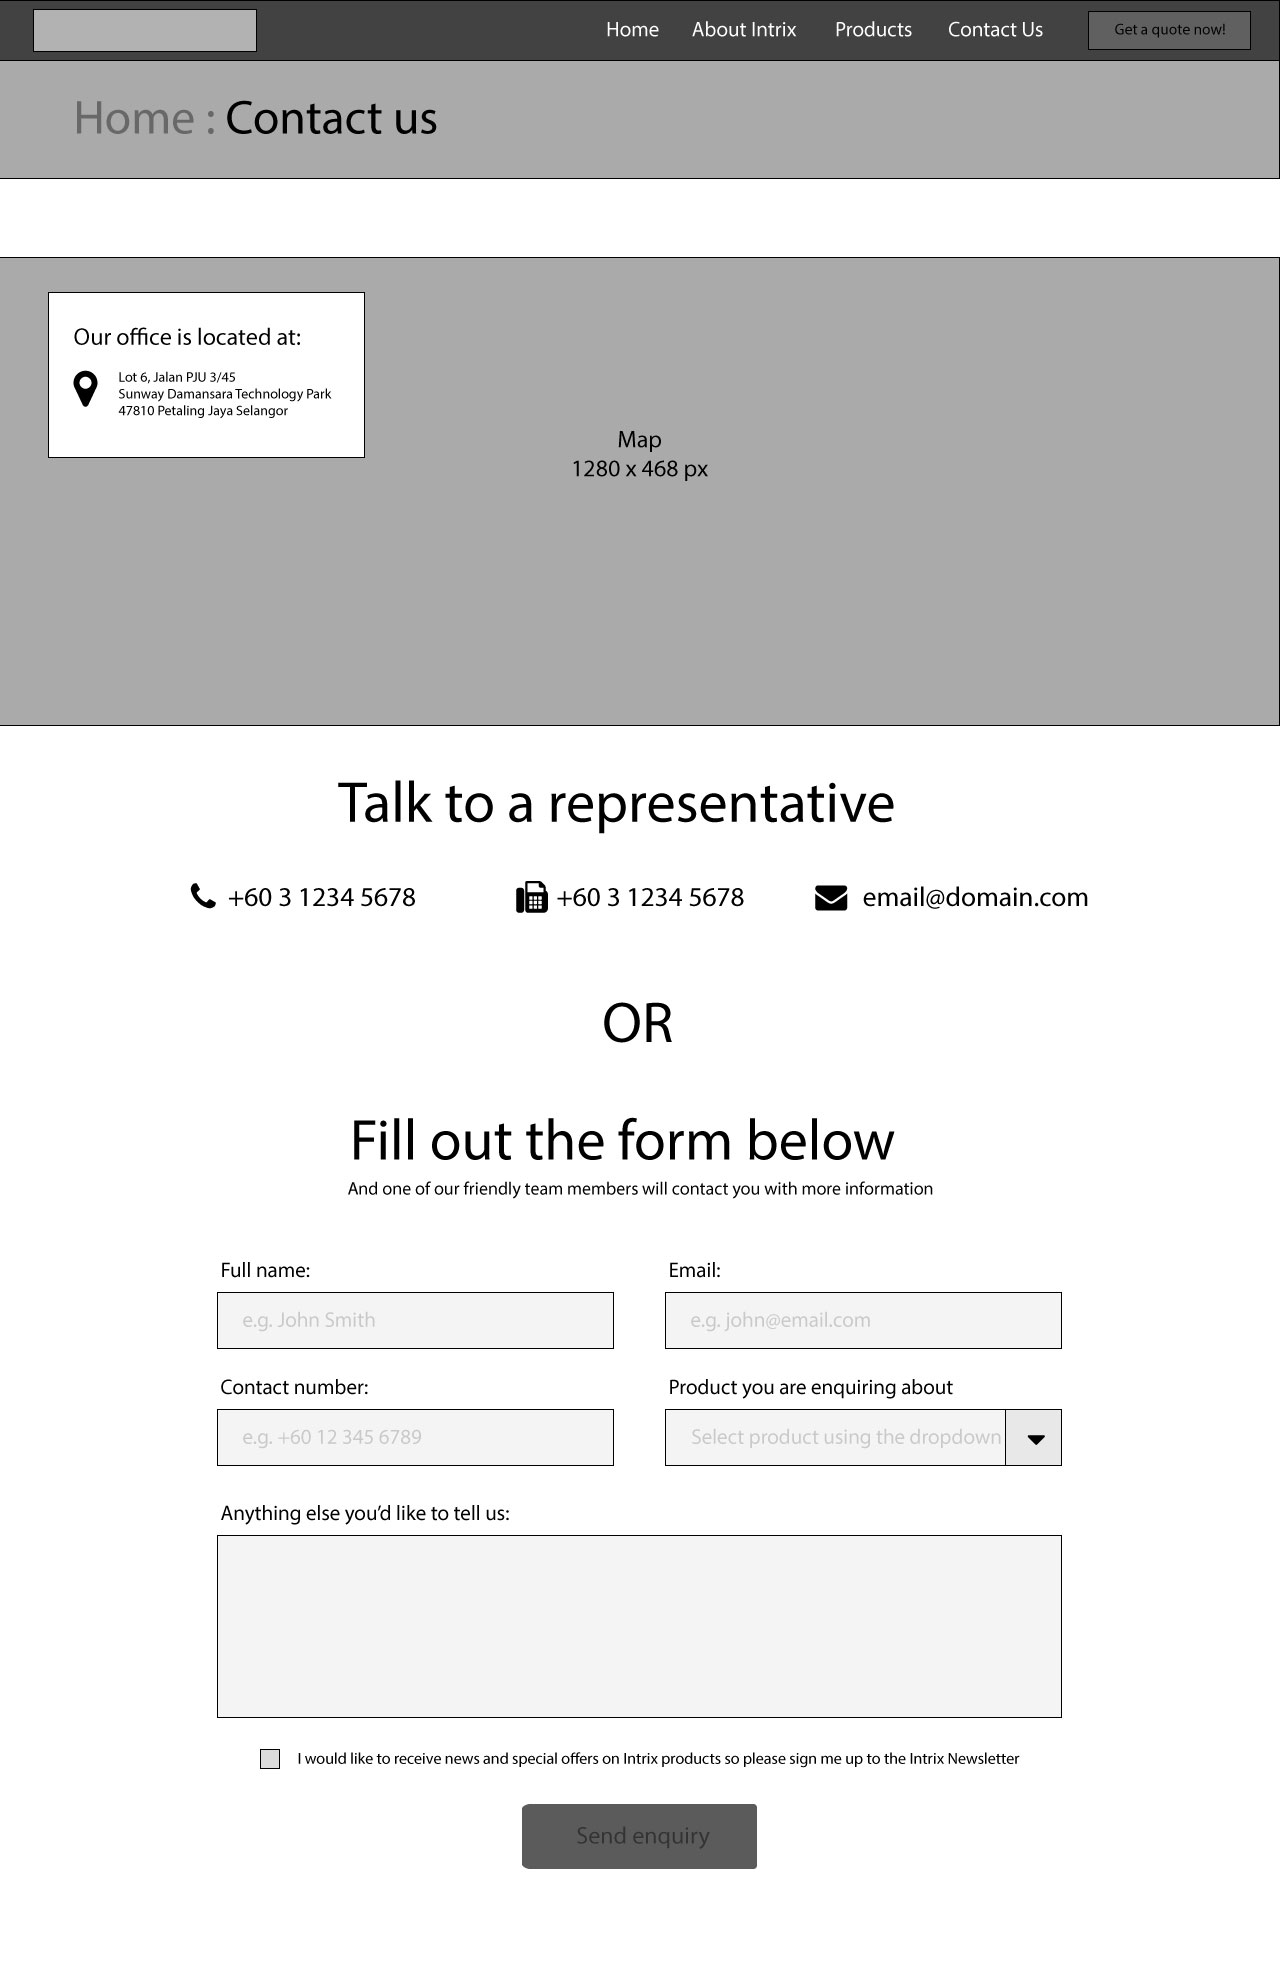 Home About Intrix Products Contact Us Get a quote now!
Home : Contact us
Our office is located at:
Lot 6, Jalan PJU 3/45
Sunway Damansara Technology Park
47810 Petaling Jaya Selangor
Map
1280 x 468 px
Talk to a representative
+60 3 1234 5678 +60 3 1234 5678 email@domain.com
OR
Fill out the form below
And one of our friendly team members will contact you with more information
Full name: Email:
e.g. John Smith e.g. john@email.com
Contact number: Product you are enquiring about
e.g. +60 12 345 6789 Select product using the dropdown
Anything else you’d like to tell us:
I would like to receive news and special offers on Intrix products so please sign me up to the Intrix Newsletter
Send enquiry